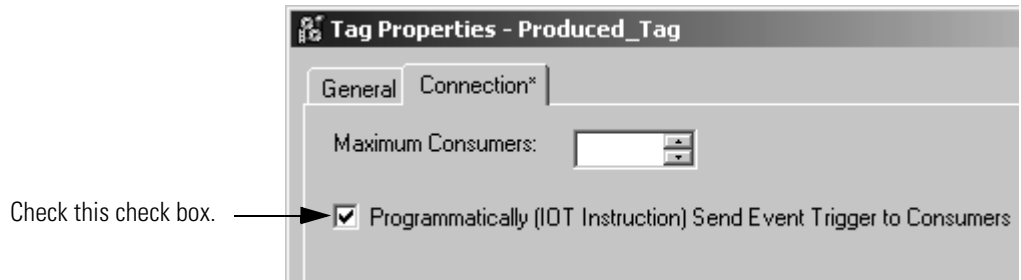 Tag Properties - Produced_Tag
General Connection*
Maximum Consumers:
Check this check box.
Programmatically (IOT Instruction) Send Event Trigger to Consumers